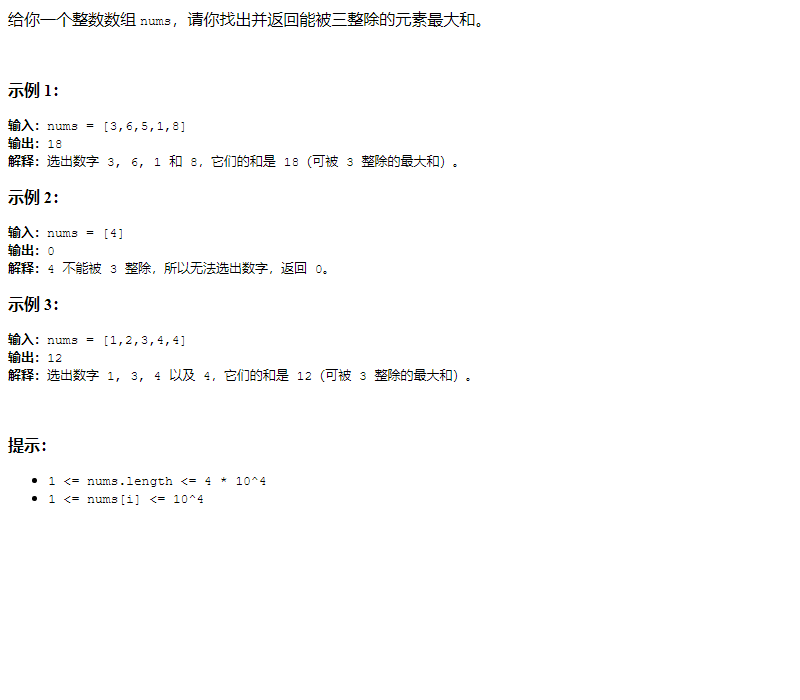 给你一个整数数组 nums，请你找出并返回能被三整除的元素最大和。
示例 1：
输入：nums = [3,6,5,1,8]
输出：18
解释：选出数字 3, 6, 1 和 8，它们的和是 18（可被 3 整除的最大和）。
示例 2：
输入：nums = [4]
输出：0
解释：4 不能被 3 整除，所以无法选出数字，返回 0。
示例 3：
输入：nums = [1,2,3,4,4]
输出：12
解释：选出数字 1, 3, 4 以及 4，它们的和是 12（可被 3 整除的最大和）。
提示：
• 1 <= nums.length <= 4 * 10^4
• 1 <= nums[i] <= 10^4